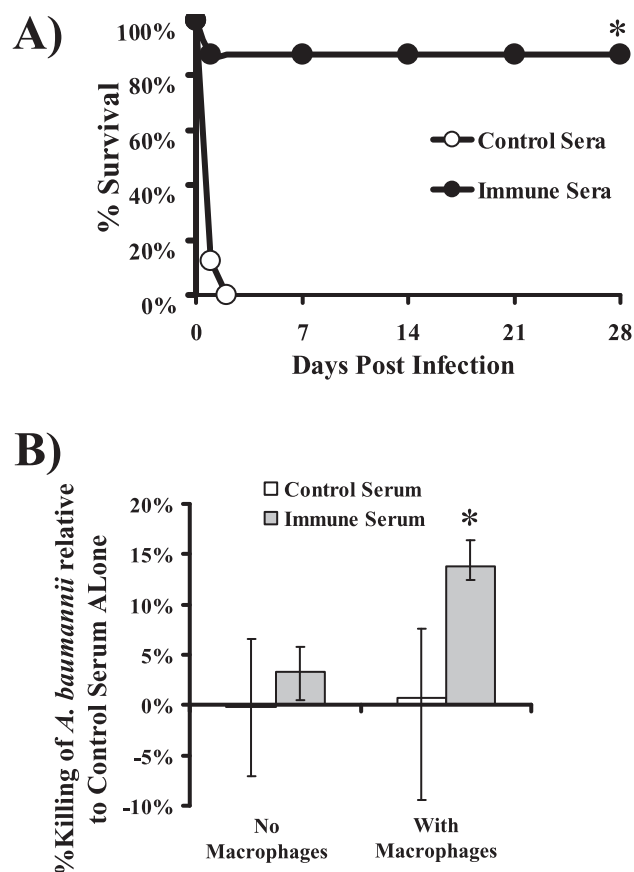 A)
*
100%
80%
60%
40%
20%
0%
% Survival
Control Sera
Immune Sera
0 7 14 21 28
Days Post Infection
B)
Control Serum
Immune Serum
*
%Killing of A. baumannii relative
to Control Serum ALone
20%
15%
10%
5%
0%
-5%
-10%
No
Macrophages
With
Macrophages